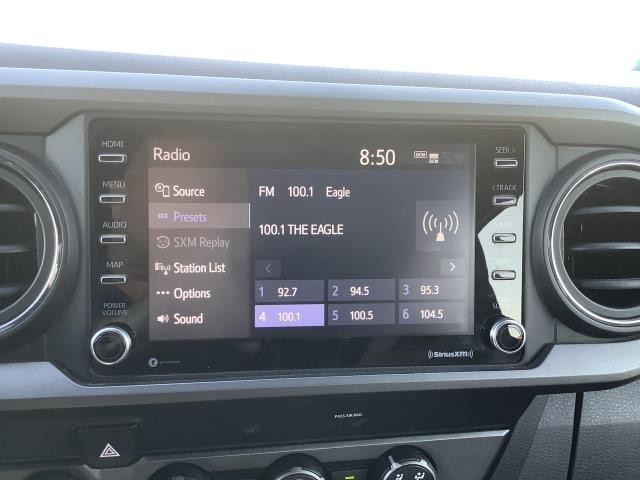 HOME
MENU
AUDIO
MAP
POWER
VOLUME
Radio
8:50
DCM
Source
Presets
SXM Replay
Station List
Options
Sound
FM 100.1 Eagle
100.1 THE EAGLE
1 92.7 2 94.5 3 95.3
4 100.1 5 100.5 6 104.5
SEEK>
<TRACK
PHONE
APPS
SiriusXM
PASS AIR BAG